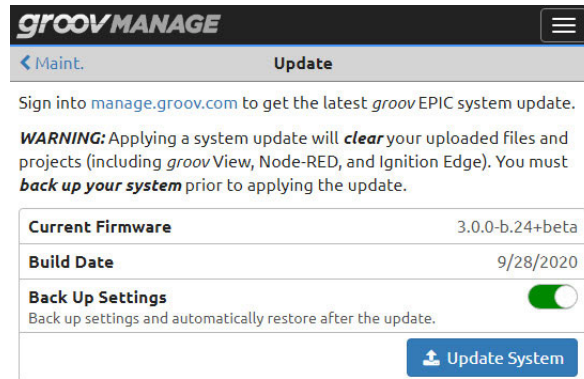 groov MANAGE
Maint.
Update
Sign into manage.groov.com to get the latest groov EPIC system update.
WARNING: Applying a system update will clear your uploaded files and
projects (including groov View, Node-RED, and Ignition Edge). You must
back up your system prior to applying the update.
Current Firmware 3.0.0-b.24+beta
Build Date 9/28/2020
Back Up Settings
Back up settings and automatically restore after the update.
Update System